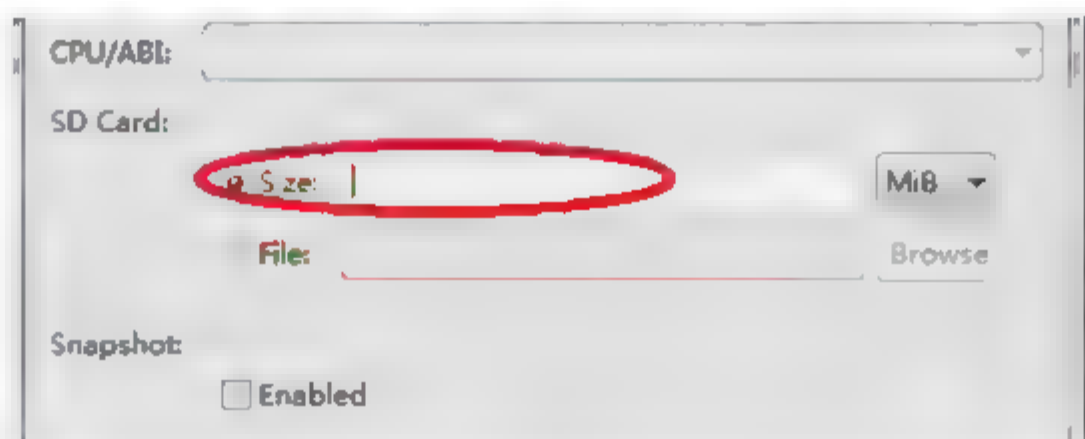 CPU/ABI:
SD Card:
Size: MiB
File: Browse
Snapshot:
Enabled